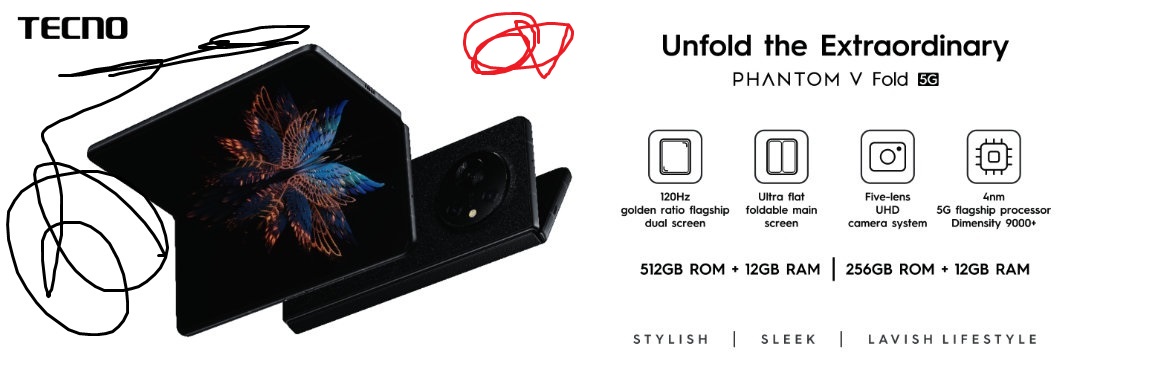 TECNO
Unfold the Extraordinary
PHANTOM V Fold 5G
120Hz
golden ratio flagship
dual screen
Ultra flat
foldable main
screen
Five-lens
UHD
camera system
4nm
5G flagship processor
Dimensity 9000+
512GB ROM + 12GB RAM | 256GB ROM + 12GB RAM
STYLISH | SLEEK | LAVISH LIFESTYLE